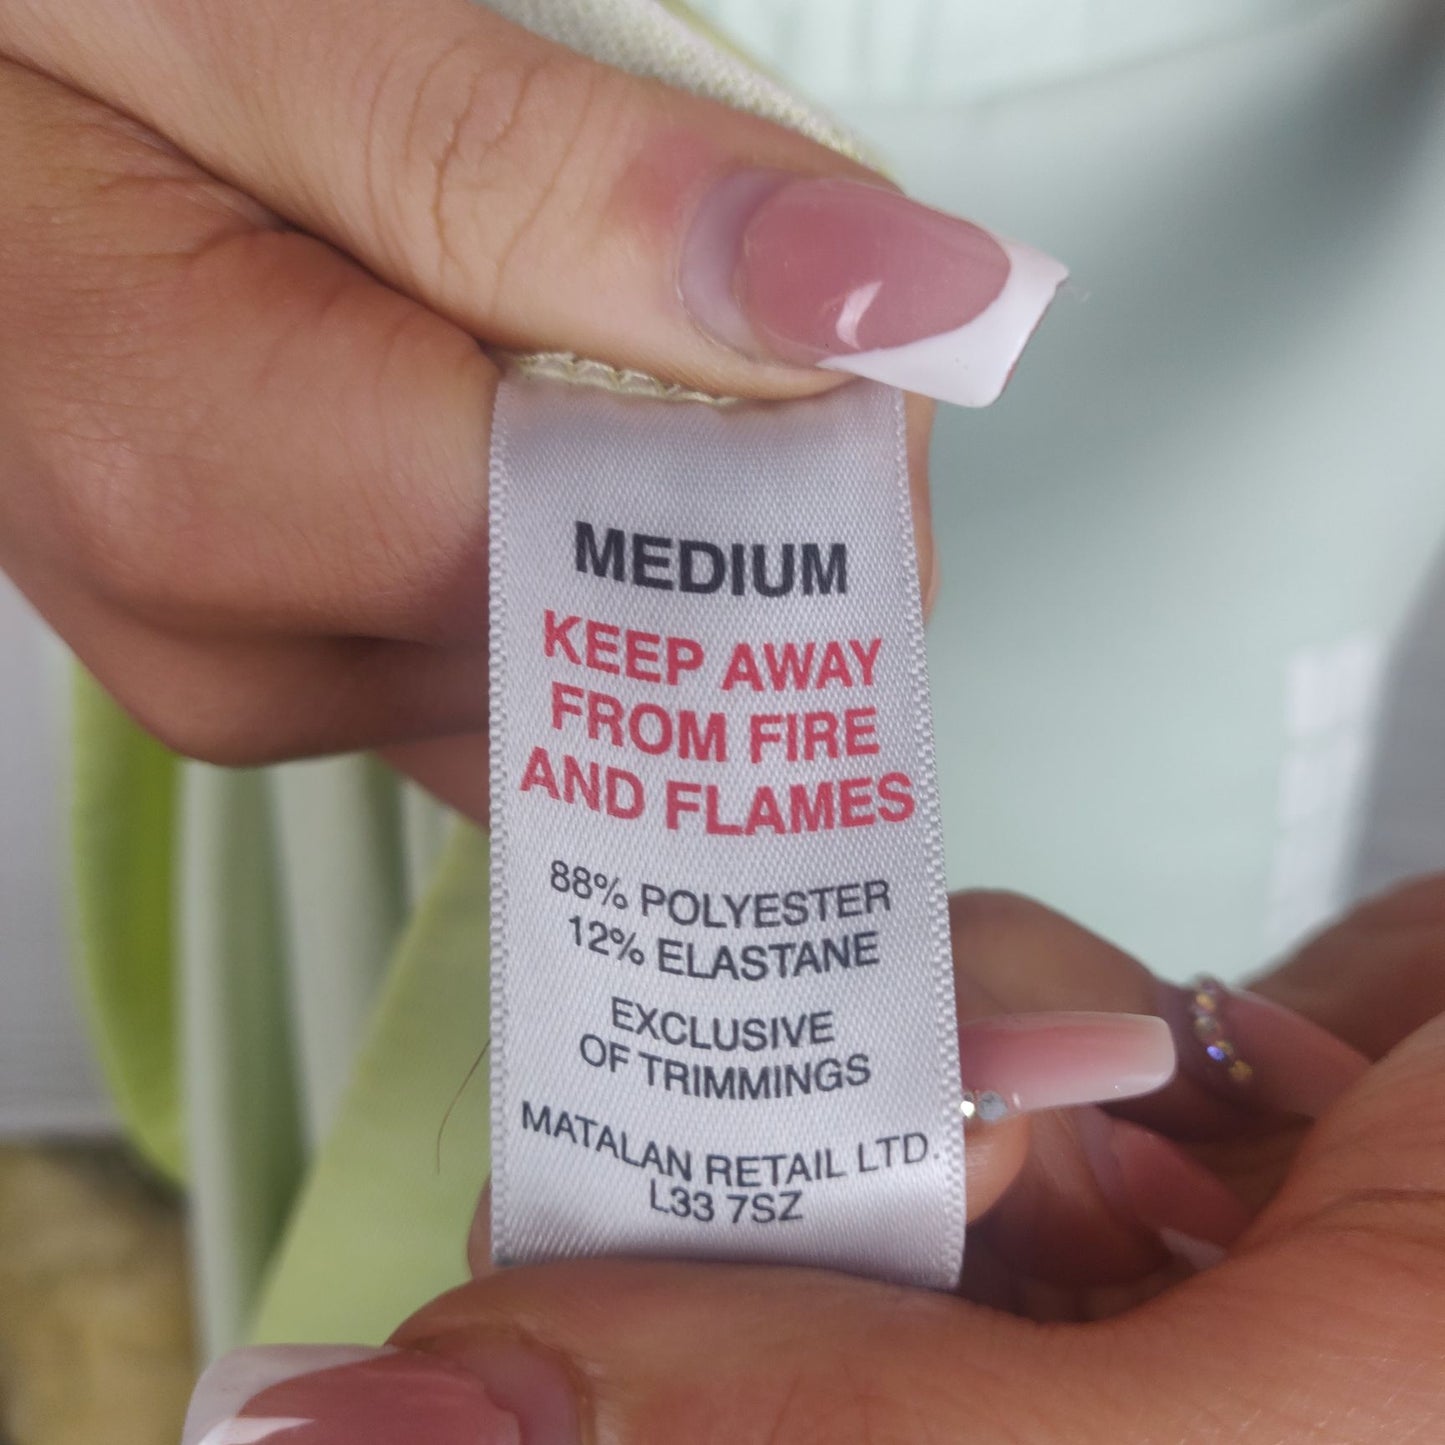 MEDIUM
KEEP AWAY
FROM FIRE
AND FLAMES
88% POLYESTER
12% ELASTANE
EXCLUSIVE
OF TRIMMINGS
MATALAN RETAIL LTD.
L33 7SZ